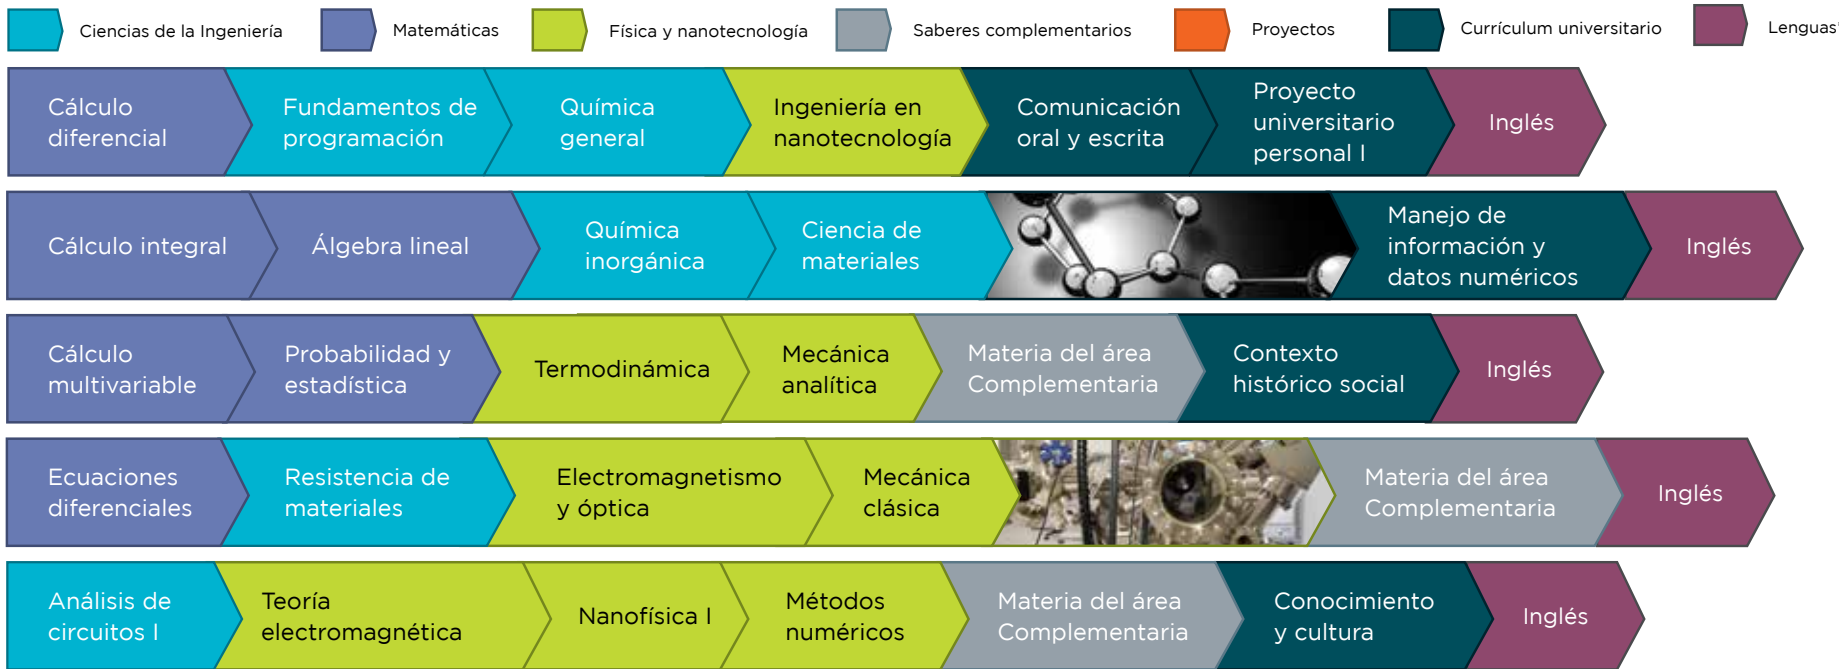 Ciencias de la Ingeniería
Matemáticas
Física y nanotecnología
Saberes complementarios
Proyectos
Currículum universitario
Lenguas*
Cálculo
diferencial
Fundamentos de
programación
Química
general
Ingeniería en
nanotecnología
Comunicación
oral y escrita
Proyecto
universitario
personal I
Inglés
Cálculo integral
Álgebra lineal
Química
inorgánica
Ciencia de
materiales
Manejo de
información y
datos numéricos
Inglés
Cálculo
multivariable
Probabilidad y
estadística
Termodinámica
Mecánica
analítica
Materia del área
Complementaria
Contexto
histórico social
Inglés
Ecuaciones
diferenciales
Resistencia de
materiales
Electromagnetismo
y óptica
Mecánica
clásica
Materia del área
Complementaria
Inglés
Análisis de
circuitos I
Teoría
electromagnética
Nanofísica I
Métodos
numéricos
Materia del área
Complementaria
Conocimiento
y cultura
Inglés